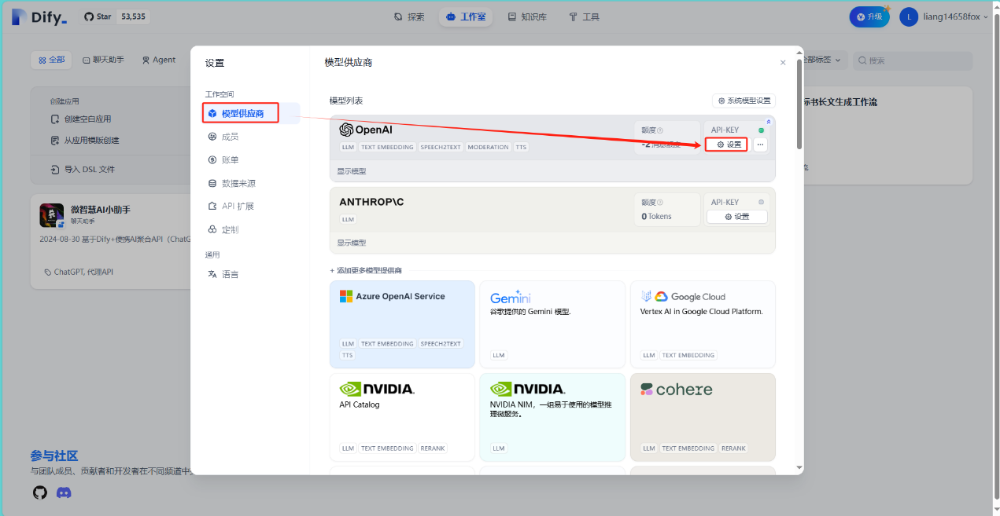 Dify_
Star 53,535
探索
工作室
知识库
工具
升级
L
liang14658fox
全部
聊天助手
Agent
全部标签
搜索
创建应用
创建空白应用
从应用模版创建
导入 DSL 文件
微智慧AI小助手
聊天助手
2024-08-30 基于Dify+便携AI聚合API（ChatG
ChatGPT, 代理API
标书长文生成工作流
流
参与社区
与团队成员、贡献者和开发者在不同频道中
设置
工作空间
模型供应商
成员
账单
数据来源
API 扩展
定制
通用
语言
模型供应商
模型列表
系统模型设置
OpenAI
LLM TEXT EMBEDDING SPEECH2TEXT MODERATION TTS
额度
-2 消息额度
API-KEY
设置
显示模型
ANTHROP\C
LLM
额度
0 Tokens
API-KEY
设置
显示模型
+ 添加更多模型提供商
Azure OpenAI Service
LLM TEXT EMBEDDING SPEECH2TEXT
TTS
Gemini
谷歌提供的 Gemini 模型.
LLM
Google Cloud
Vertex AI in Google Cloud Platform.
LLM TEXT EMBEDDING
NVIDIA.
API Catalog
LLM TEXT EMBEDDING RERANK
NVIDIA.
NVIDIA NIM，一组易于使用的模型推
理微服务。
LLM
cohere
LLM TEXT EMBEDDING RERANK